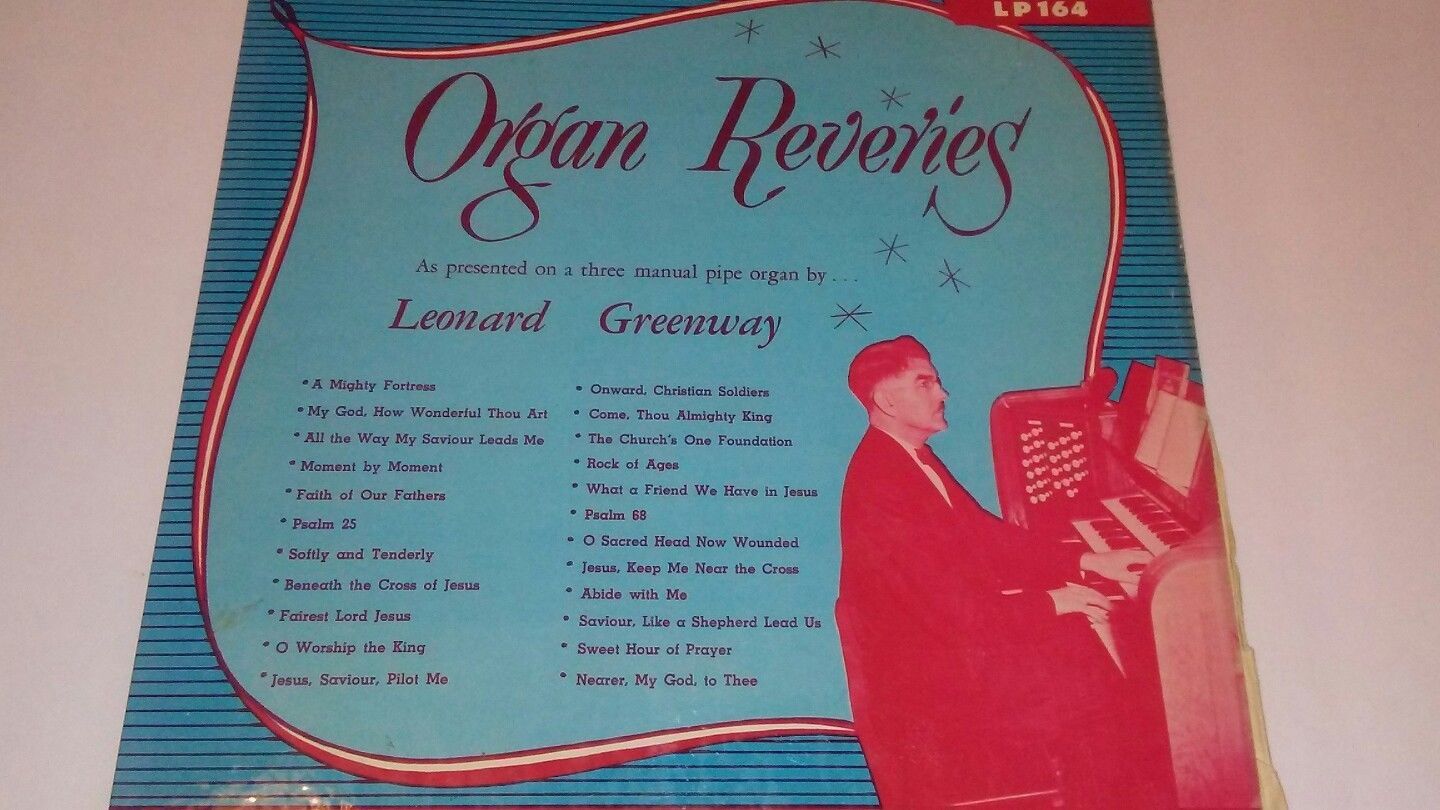 LP164
Organ Reveries
As presented on a three manual pipe organ by . . .
Leonard Greenway
• A Mighty Fortress
• My God, How Wonderful Thou Art
• All the Way My Saviour Leads Me
• Moment by Moment
• Faith of Our Fathers
• Psalm 25
• Softly and Tenderly
• Beneath the Cross of Jesus
• Fairest Lord Jesus
• O Worship the King
• Jesus, Saviour, Pilot Me
• Onward, Christian Soldiers
• Come, Thou Almighty King
• The Church's One Foundation
• Rock of Ages
• What a Friend We Have in Jesus
• Psalm 68
• O Sacred Head Now Wounded
• Jesus, Keep Me Near the Cross
• Abide with Me
• Saviour, Like a Shepherd Lead Us
• Sweet Hour of Prayer
• Nearer, My God, to Thee